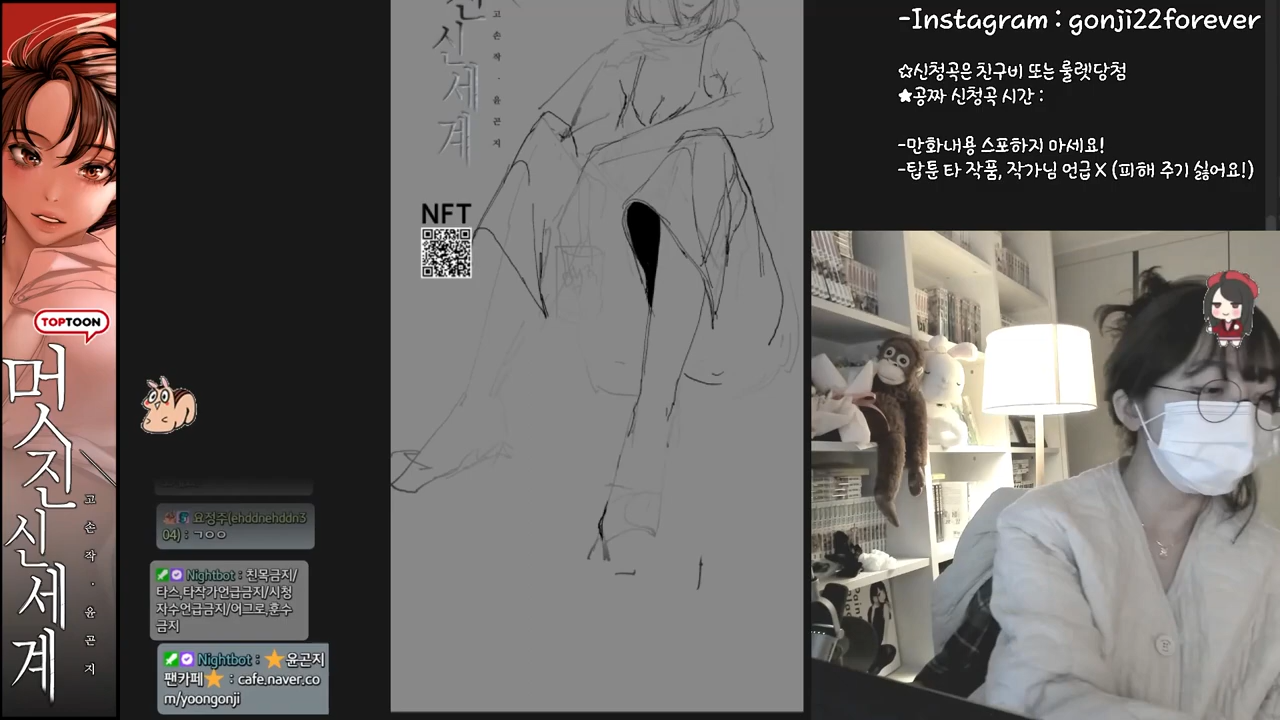 -Instagram : gonji22forever
☆신청곡은 친구비 또는 룰렛당첨
★공짜 신청곡 시간 :
-만화내용 스포하지 마세요!
-탑툰 타 작품, 작가님 언급 X (피해 주기 싫어요!)
TOPTOON
멋진신세계
고손작·윤곤지
진신세계
고손작·윤곤지
NFT
요정수(ehddnehddn3
04) : ㄱㅇㅇ
Nightbot : 친목금지/
타스,타작가언급금지/시청
자수언급금지/어그로,훈수
금지
Nightbot : ⭐윤곤지
팬카페⭐ : cafe.naver.co
m/yoongonji